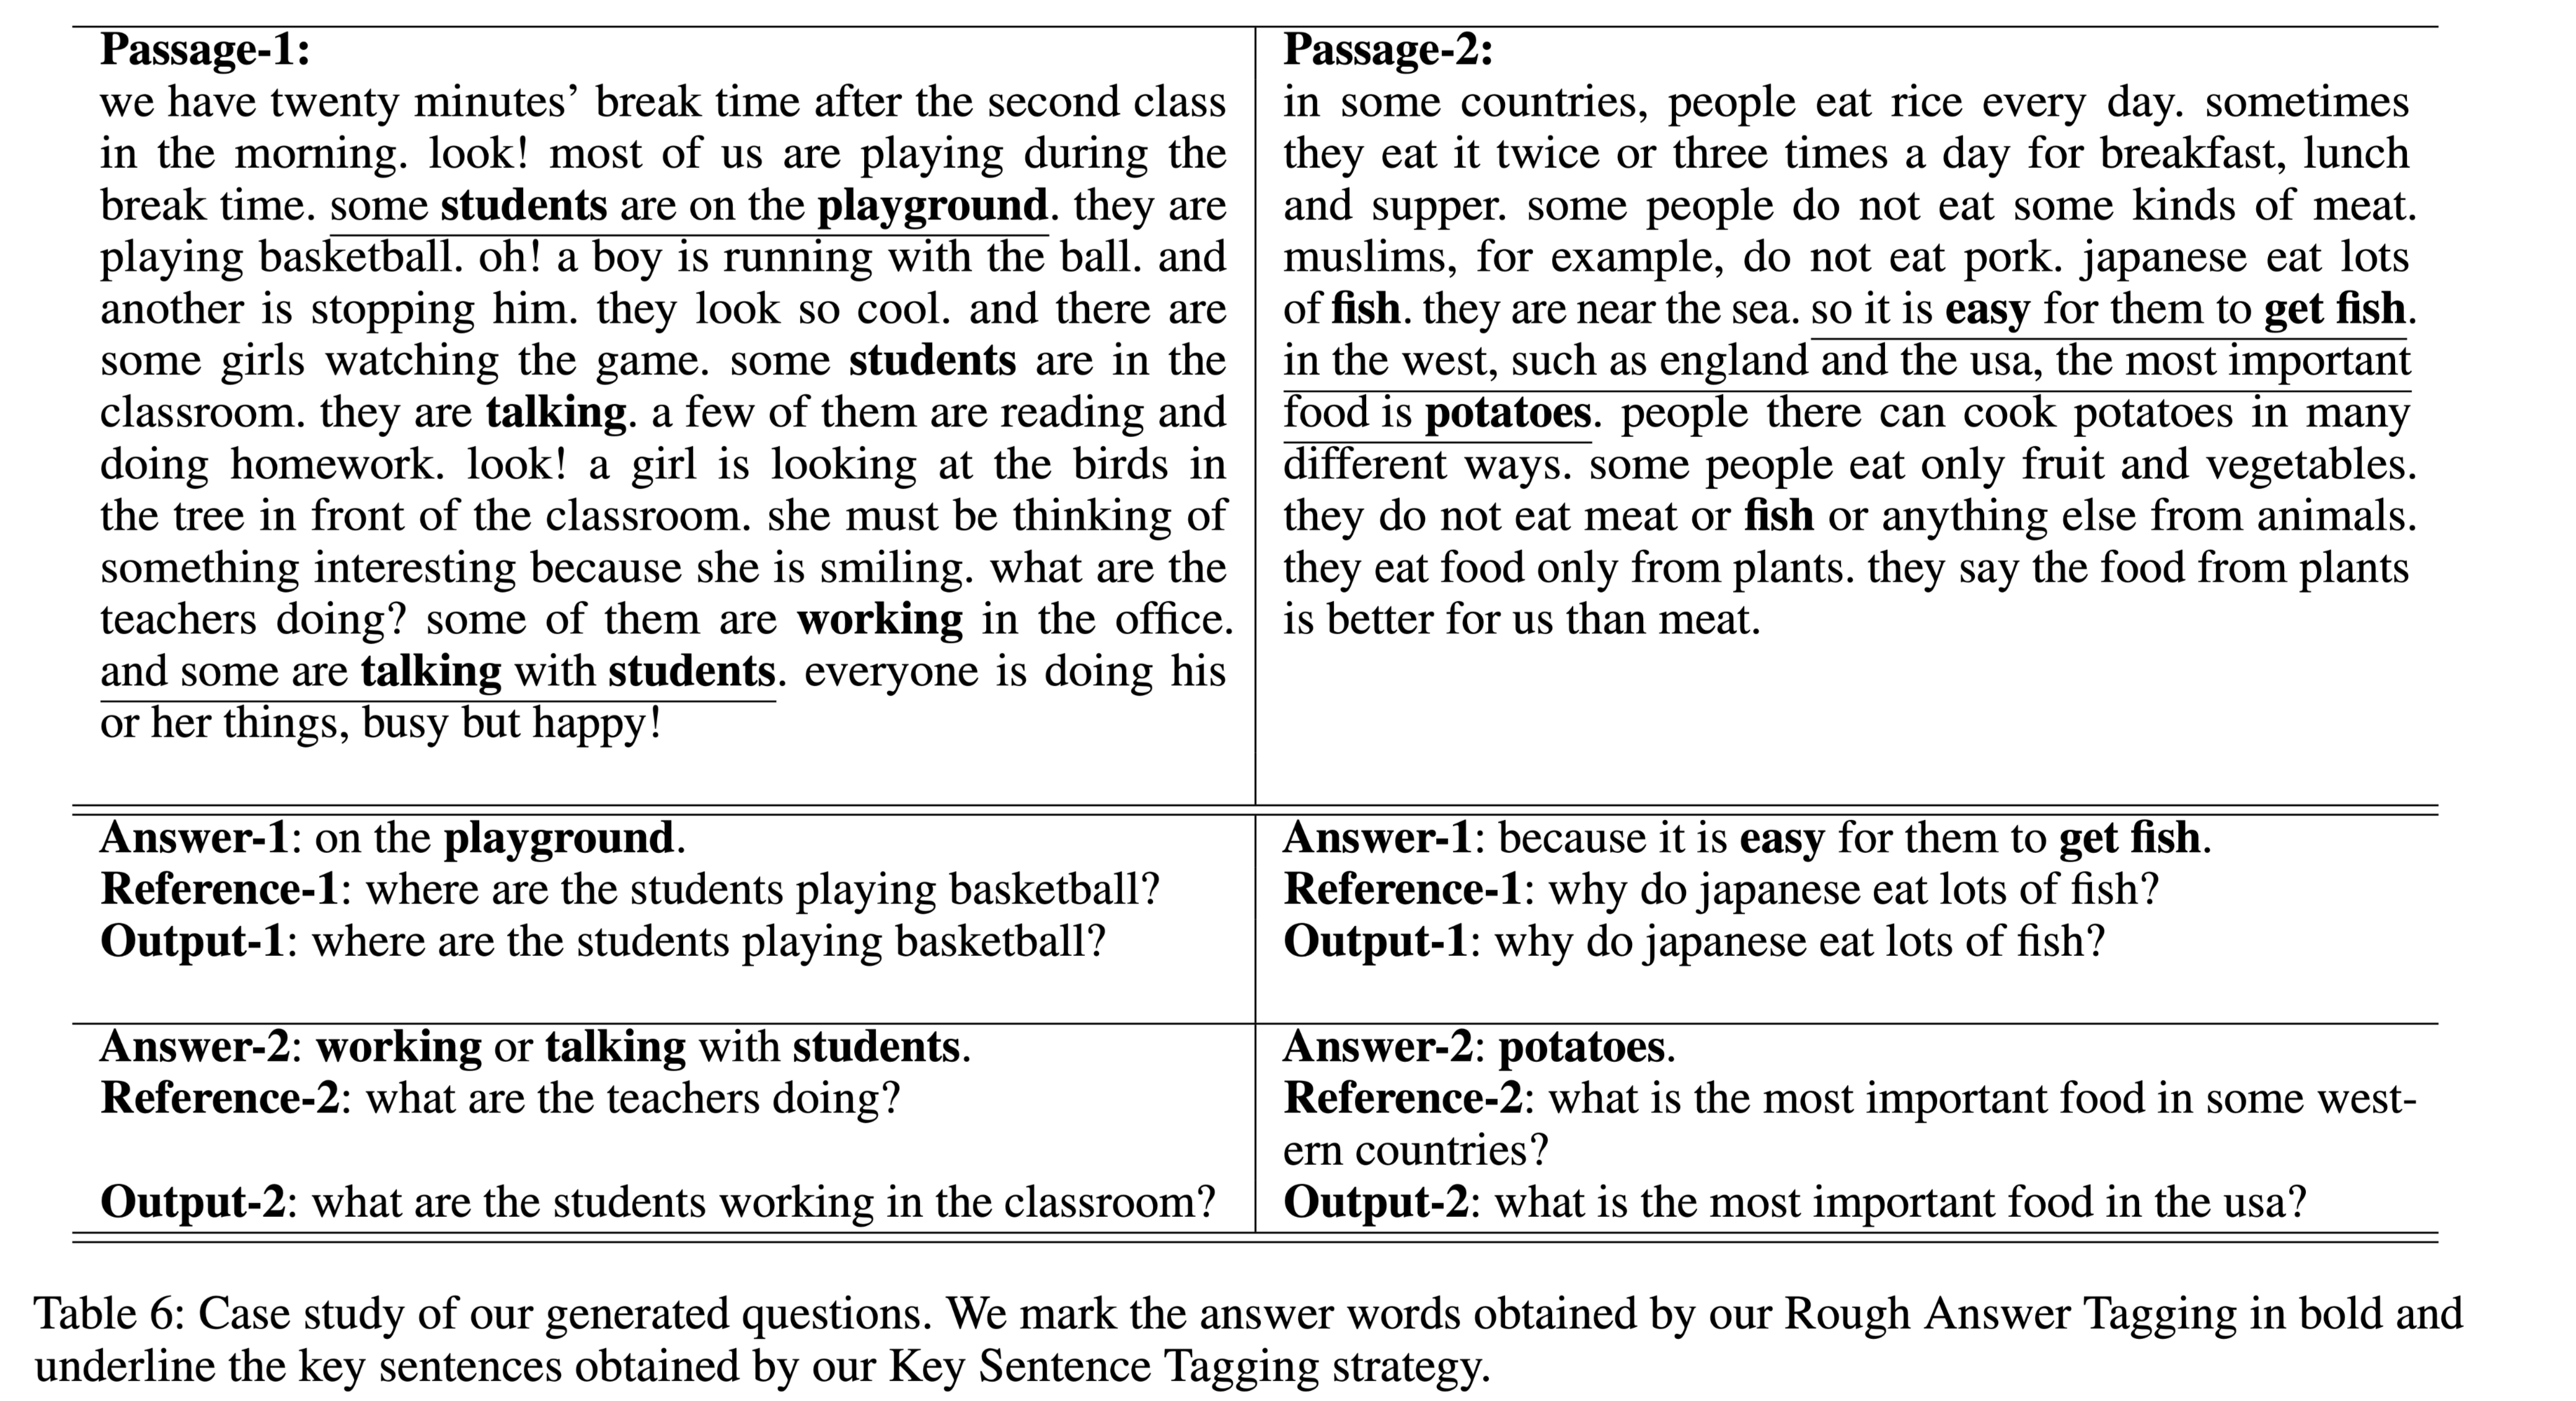 Passage-1:
we have twenty minutes’ break time after the second class
in the morning. look! most of us are playing during the
break time. some students are on the playground. they are
playing basketball. oh! a boy is running with the ball. and
another is stopping him. they look so cool. and there are
some girls watching the game. some students are in the
classroom. they are talking. a few of them are reading and
doing homework. look! a girl is looking at the birds in
the tree in front of the classroom. she must be thinking of
something interesting because she is smiling. what are the
teachers doing? some of them are working in the office.
and some are talking with students. everyone is doing his
or her things, busy but happy!
Passage-2:
in some countries, people eat rice every day. sometimes
they eat it twice or three times a day for breakfast, lunch
and supper. some people do not eat some kinds of meat.
muslims, for example, do not eat pork. japanese eat lots
of fish. they are near the sea. so it is easy for them to get fish.
in the west, such as england and the usa, the most important
food is potatoes. people there can cook potatoes in many
different ways. some people eat only fruit and vegetables.
they do not eat meat or fish or anything else from animals.
they eat food only from plants. they say the food from plants
is better for us than meat.
Answer-1: on the playground.
Reference-1: where are the students playing basketball?
Output-1: where are the students playing basketball?
Answer-1: because it is easy for them to get fish.
Reference-1: why do japanese eat lots of fish?
Output-1: why do japanese eat lots of fish?
Answer-2: working or talking with students.
Reference-2: what are the teachers doing?
Output-2: what are the students working in the classroom?
Answer-2: potatoes.
Reference-2: what is the most important food in some west-
ern countries?
Output-2: what is the most important food in the usa?
Table 6: Case study of our generated questions. We mark the answer words obtained by our Rough Answer Tagging in bold and
underline the key sentences obtained by our Key Sentence Tagging strategy.